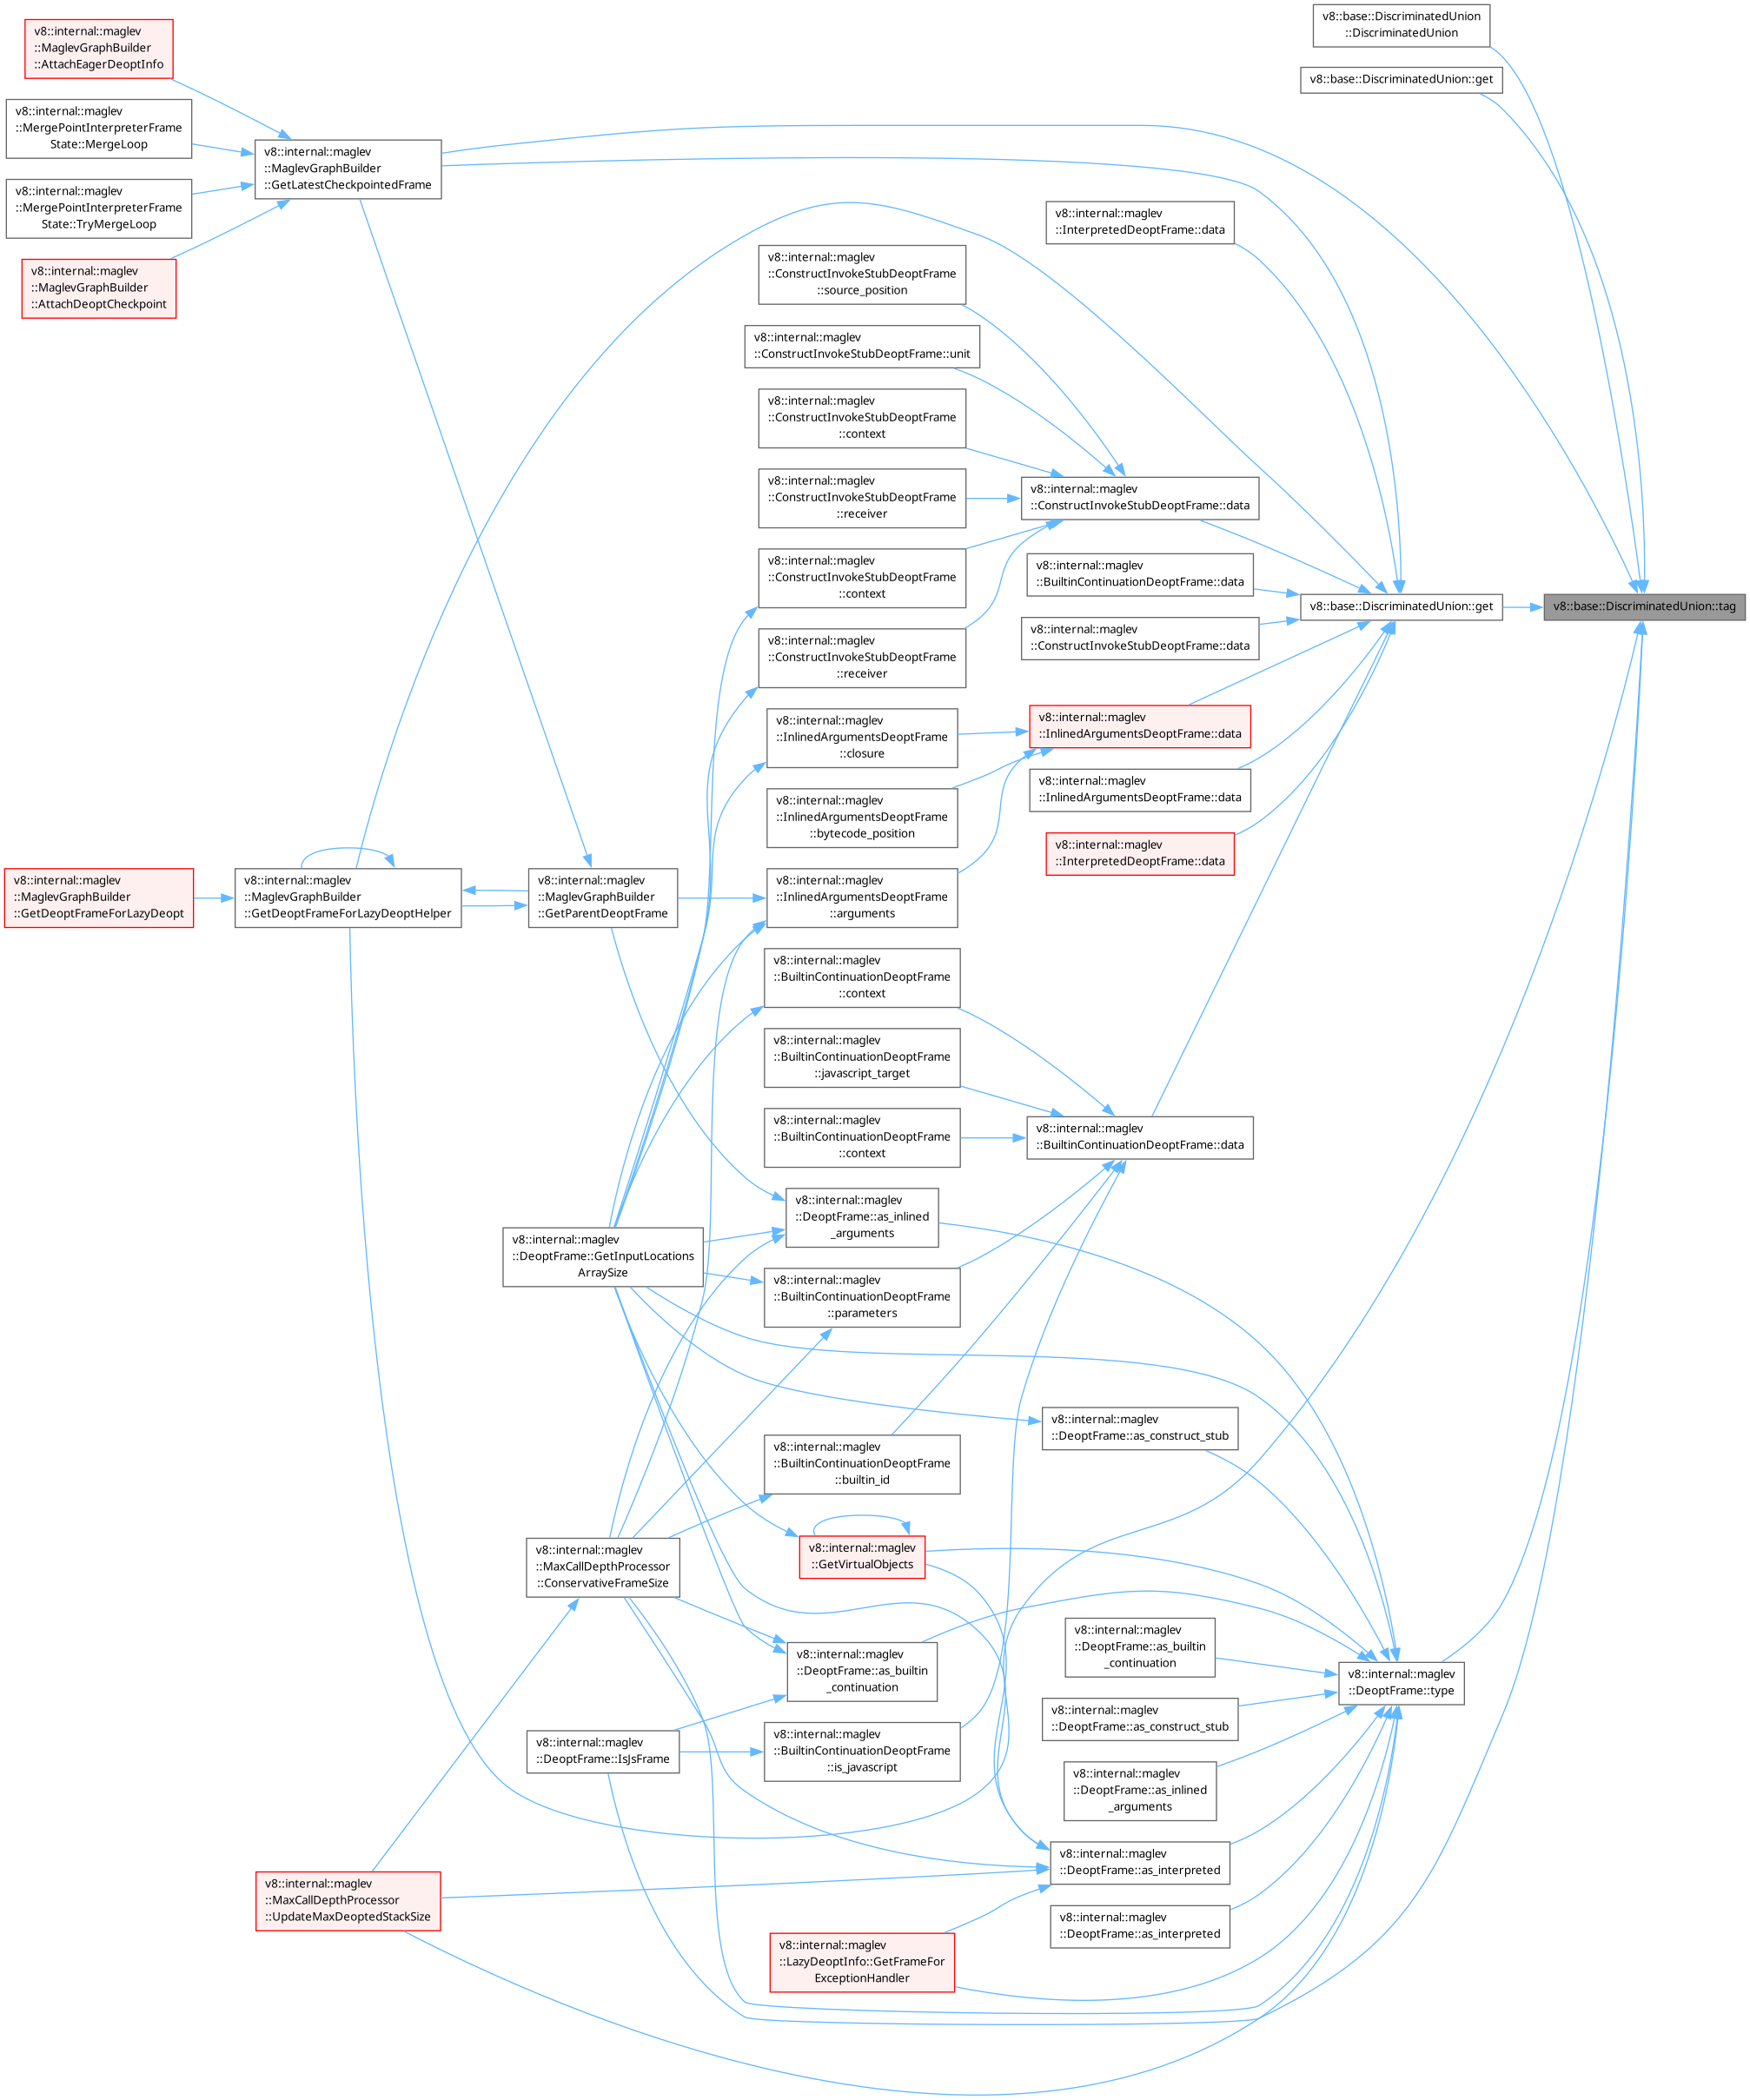 v8::base::DiscriminatedUnion
::DiscriminatedUnion
v8::base::DiscriminatedUnion::get
v8::internal::maglev
::MaglevGraphBuilder
::AttachEagerDeoptInfo
v8::internal::maglev
::MergePointInterpreterFrame
State::MergeLoop
v8::internal::maglev
::MaglevGraphBuilder
::GetLatestCheckpointedFrame
v8::internal::maglev
::MergePointInterpreterFrame
State::TryMergeLoop
v8::internal::maglev
::MaglevGraphBuilder
::AttachDeoptCheckpoint
v8::internal::maglev
::InterpretedDeoptFrame::data
v8::internal::maglev
::ConstructInvokeStubDeoptFrame
::source_position
v8::internal::maglev
::ConstructInvokeStubDeoptFrame::unit
v8::internal::maglev
::ConstructInvokeStubDeoptFrame
::context
v8::internal::maglev
::ConstructInvokeStubDeoptFrame
::receiver
v8::internal::maglev
::ConstructInvokeStubDeoptFrame::data
v8::internal::maglev
::ConstructInvokeStubDeoptFrame
::context
v8::internal::maglev
::BuiltinContinuationDeoptFrame::data
v8::base::DiscriminatedUnion::get
v8::base::DiscriminatedUnion::tag
v8::internal::maglev
::ConstructInvokeStubDeoptFrame::data
v8::internal::maglev
::ConstructInvokeStubDeoptFrame
::receiver
v8::internal::maglev
::InlinedArgumentsDeoptFrame::data
v8::internal::maglev
::InlinedArgumentsDeoptFrame
::closure
v8::internal::maglev
::InlinedArgumentsDeoptFrame::data
v8::internal::maglev
::InlinedArgumentsDeoptFrame
::bytecode_position
v8::internal::maglev
::InterpretedDeoptFrame::data
v8::internal::maglev
::MaglevGraphBuilder
::GetDeoptFrameForLazyDeopt
v8::internal::maglev
::MaglevGraphBuilder
::GetDeoptFrameForLazyDeoptHelper
v8::internal::maglev
::MaglevGraphBuilder
::GetParentDeoptFrame
v8::internal::maglev
::InlinedArgumentsDeoptFrame
::arguments
v8::internal::maglev
::BuiltinContinuationDeoptFrame
::context
v8::internal::maglev
::BuiltinContinuationDeoptFrame
::javascript_target
v8::internal::maglev
::BuiltinContinuationDeoptFrame
::context
v8::internal::maglev
::BuiltinContinuationDeoptFrame::data
v8::internal::maglev
::DeoptFrame::as_inlined
_arguments
v8::internal::maglev
::DeoptFrame::GetInputLocations
ArraySize
v8::internal::maglev
::BuiltinContinuationDeoptFrame
::parameters
v8::internal::maglev
::DeoptFrame::as_construct_stub
v8::internal::maglev
::BuiltinContinuationDeoptFrame
::builtin_id
v8::internal::maglev
::MaxCallDepthProcessor
::ConservativeFrameSize
v8::internal::maglev
::GetVirtualObjects
v8::internal::maglev
::DeoptFrame::as_builtin
_continuation
v8::internal::maglev
::DeoptFrame::as_builtin
_continuation
v8::internal::maglev
::DeoptFrame::type
v8::internal::maglev
::DeoptFrame::as_construct_stub
v8::internal::maglev
::DeoptFrame::IsJsFrame
v8::internal::maglev
::BuiltinContinuationDeoptFrame
::is_javascript
v8::internal::maglev
::DeoptFrame::as_inlined
_arguments
v8::internal::maglev
::DeoptFrame::as_interpreted
v8::internal::maglev
::MaxCallDepthProcessor
::UpdateMaxDeoptedStackSize
v8::internal::maglev
::DeoptFrame::as_interpreted
v8::internal::maglev
::LazyDeoptInfo::GetFrameFor
ExceptionHandler